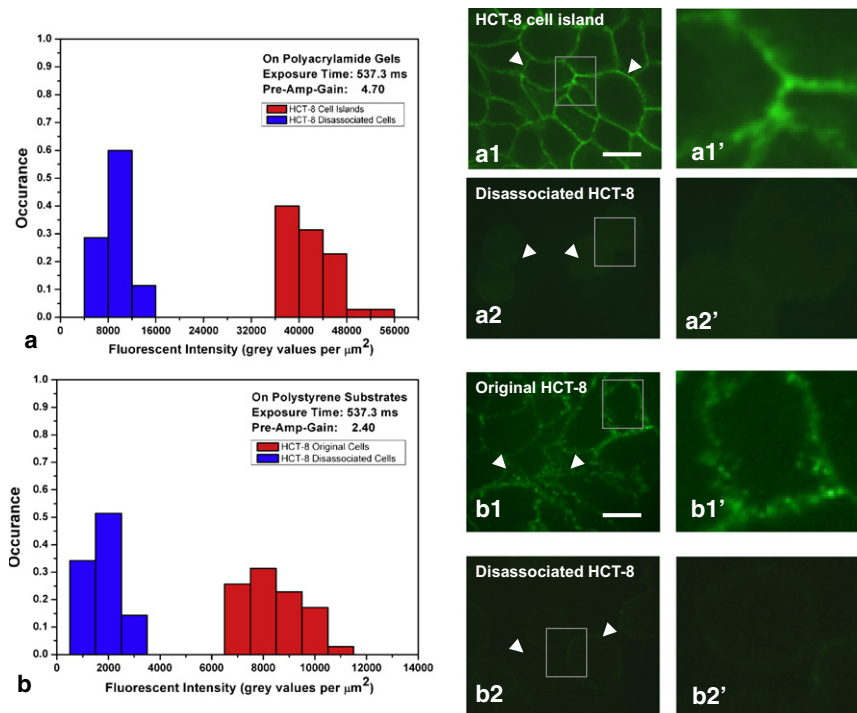 On Polyacrylamide Gels
Exposure Time: 537.3 ms
Pre-Amp-Gain: 4.70
HCT-8 Cell Islands
HCT-8 Disassociated Cells
Occurance
1.0
0.9
0.8
0.7
0.6
0.5
0.4
0.3
0.2
0.1
0.0
0 8000 16000 24000 32000 40000 48000 56000
Fluorescent Intensity (grey values per μm²)
a
HCT-8 cell island
a1
a1’
Disassociated HCT-8
a2
a2’
On Polystyrene Substrates
Exposure Time: 537.3 ms
Pre-Amp-Gain: 2.40
HCT-8 Original Cells
HCT-8 Disassociated Cells
Occurance
1.0
0.9
0.8
0.7
0.6
0.5
0.4
0.3
0.2
0.1
0.0
0 2000 4000 6000 8000 10000 12000 14000
Fluorescent Intensity (grey values per μm²)
b
Original HCT-8
b1
b1’
Disassociated HCT-8
b2
b2’